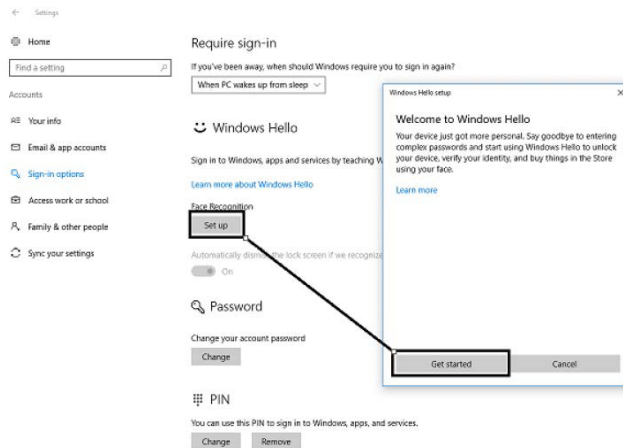 Settings
Home
Find a setting
Accounts
Your info
Email & app accounts
Sign-in options
Access work or school
Family & other people
Sync your settings
Require sign-in
If you've been away, when should Windows require you to sign in again?
When PC wakes up from sleep
Windows Hello
Sign in to Windows, apps and services by teaching W
Learn more about Windows Hello
Face Recognition
Set up
Automatically dismiss the lock screen if we recognize
On
Password
Change your account password
Change
PIN
You can use this PIN to sign in to Windows, apps, and services.
Change Remove
Windows Hello setup
Welcome to Windows Hello
Your device just got more personal. Say goodbye to entering
complex passwords and start using Windows Hello to unlock
your device, verify your identity, and buy things in the Store
using your face.
Learn more
Get started Cancel